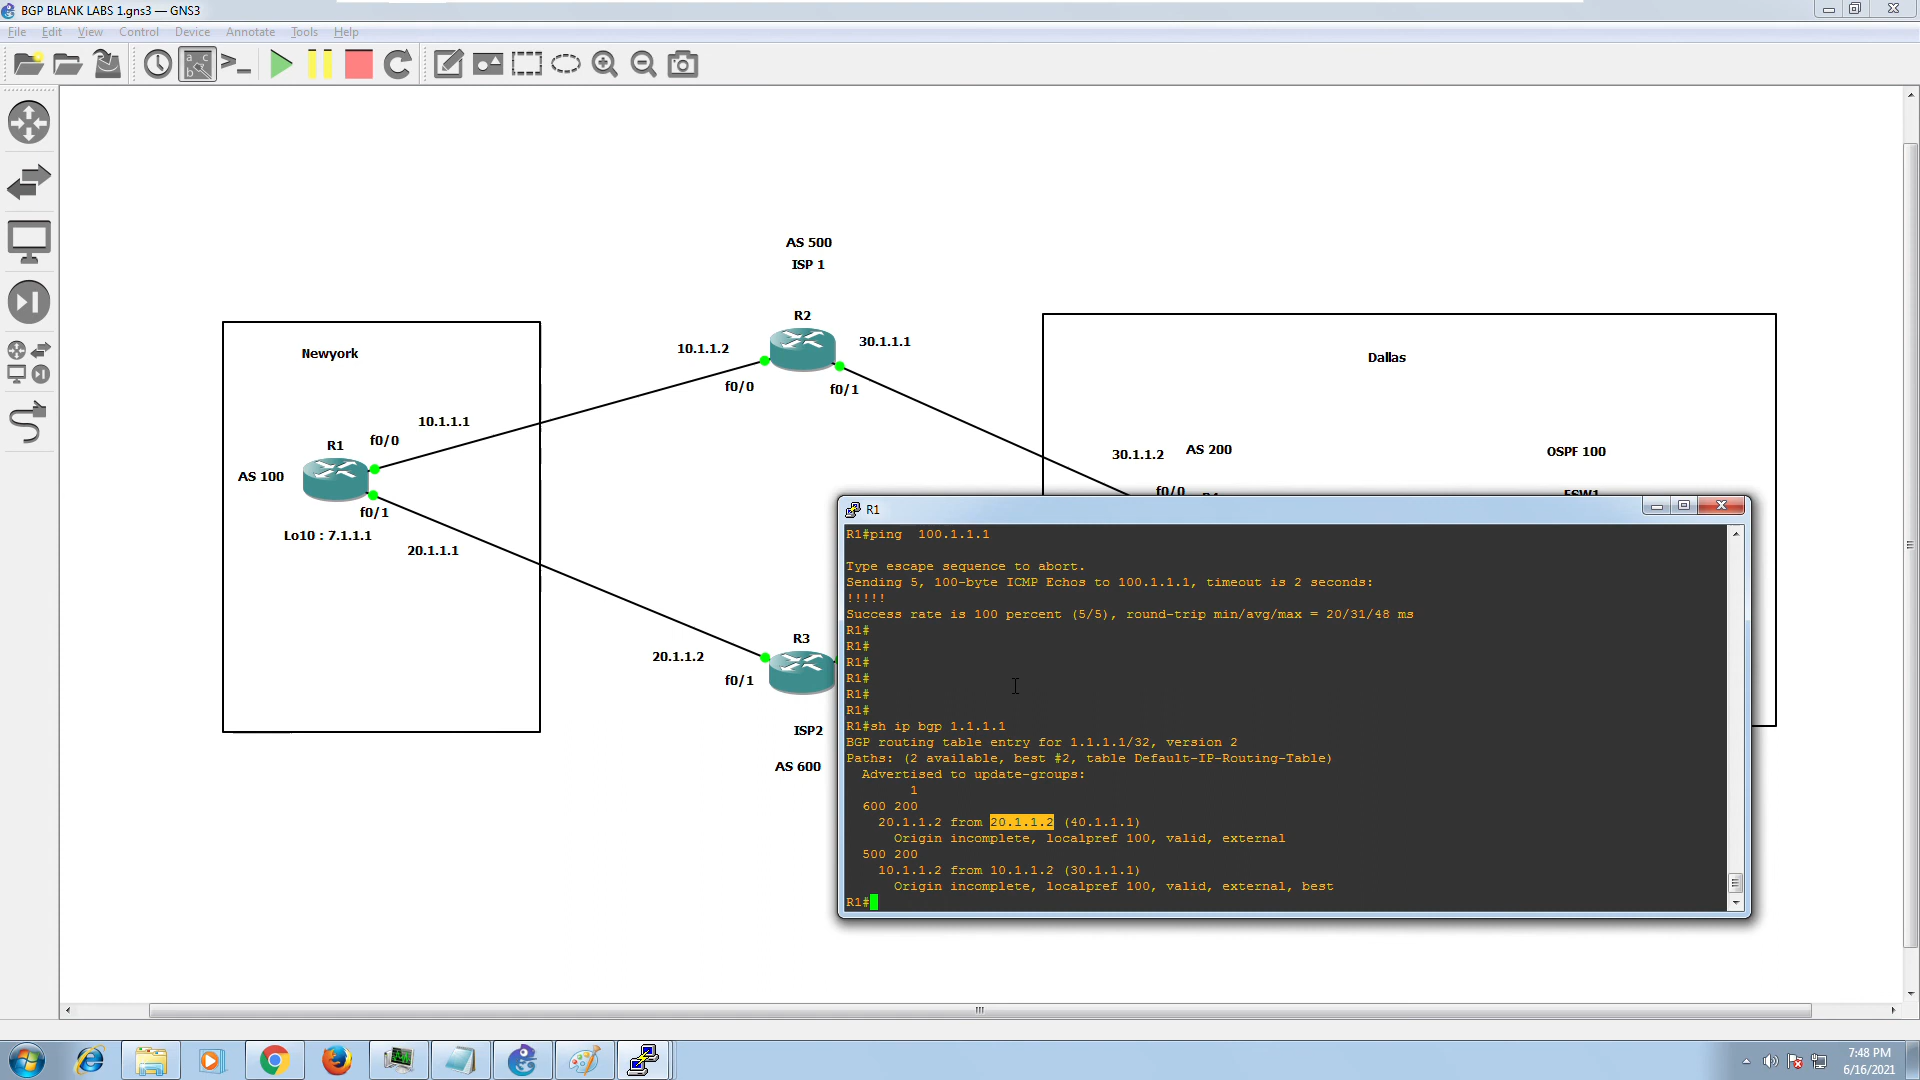 BGP BLANK LABS 1.gns3 — GNS3
File Edit View Control Device Annotate Tools Help
AS 500
ISP 1
R2
10.1.1.2
30.1.1.1
f0/0
f0/1
Newyork
10.1.1.1
f0/0
R1
AS 100
f0/1
Lo10 : 7.1.1.1
20.1.1.1
R3
20.1.1.2
f0/1
ISP2
AS 600
Dallas
30.1.1.2
AS 200
OSPF 100
f0/0
R1
R1#ping  100.1.1.1
Type escape sequence to abort.
Sending 5, 100-byte ICMP Echos to 100.1.1.1, timeout is 2 seconds:
!!!!!
Success rate is 100 percent (5/5), round-trip min/avg/max = 20/31/48 ms
R1#
R1#
R1#
R1#
R1#
R1#
R1#sh ip bgp 1.1.1.1
BGP routing table entry for 1.1.1.1/32, version 2
Paths: (2 available, best #2, table Default-IP-Routing-Table)
  Advertised to update-groups:
        1
  600 200
    20.1.1.2 from 20.1.1.2 (40.1.1.1)
      Origin incomplete, localpref 100, valid, external
  500 200
    10.1.1.2 from 10.1.1.2 (30.1.1.1)
      Origin incomplete, localpref 100, valid, external, best
R1#
7:48 PM
6/16/2021